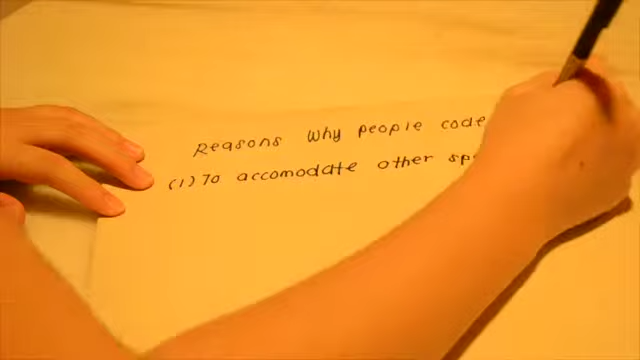 Reasons Why people code
(1) To accomodate other